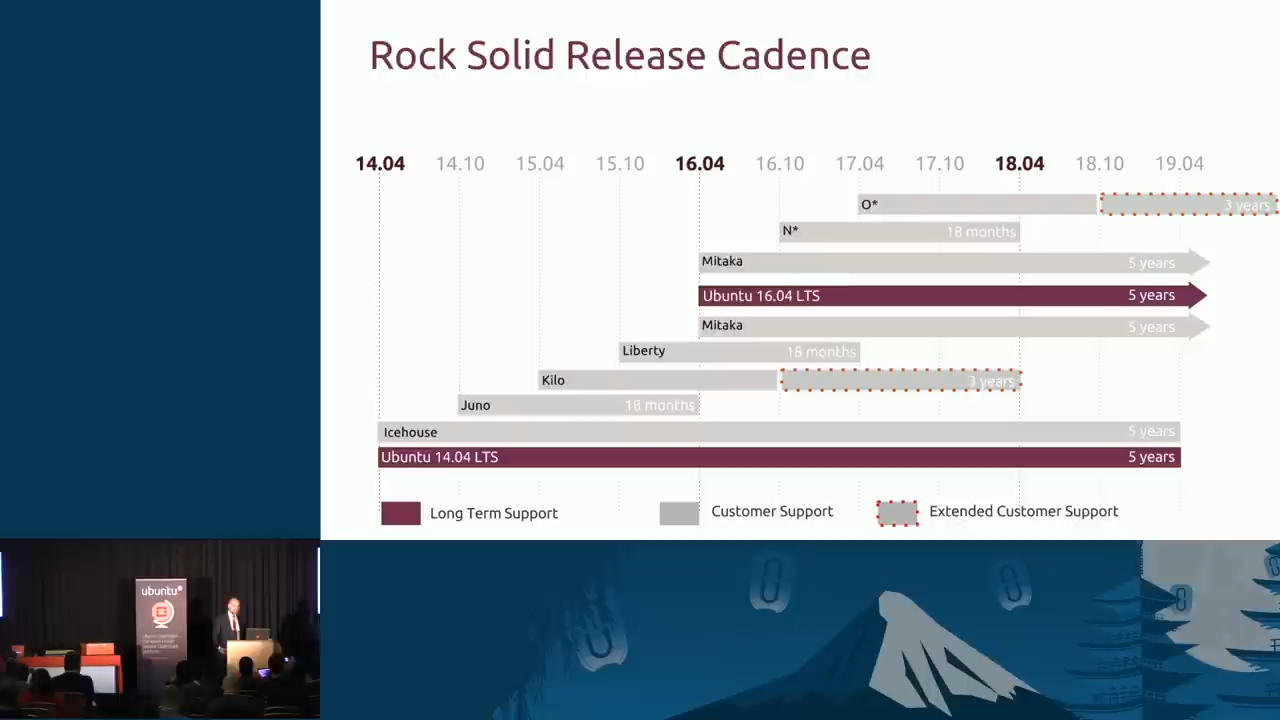 Rock Solid Release Cadence
14.04 14.10 15.04 15.10 16.04 16.10 17.04 17.10 18.04 18.10 19.04
O* 3 years
N* 18 months
Mitaka 5 years
Ubuntu 16.04 LTS 5 years
Mitaka 5 years
Liberty 18 months
Kilo 3 years
Juno 18 months
Icehouse 5 years
Ubuntu 14.04 LTS 5 years
Long Term Support Customer Support Extended Customer Support
ubuntu